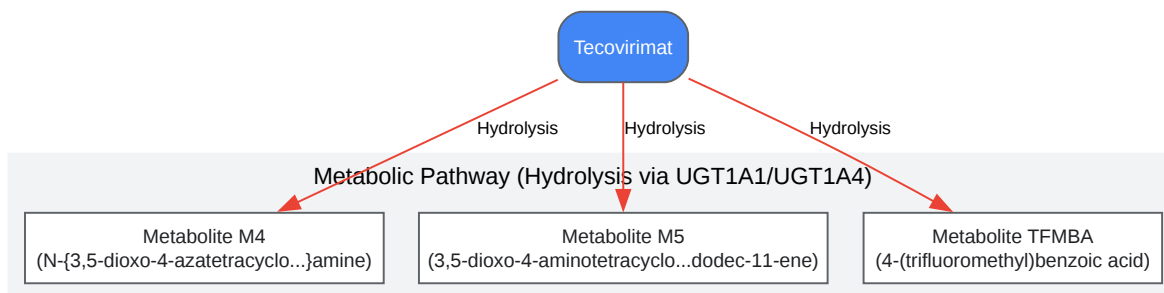 Tecovirimat
Hydrolysis
Hydrolysis
Hydrolysis
Metabolic Pathway (Hydrolysis via UGT1A1/UGT1A4)
Metabolite M4
(N-{3,5-dioxo-4-azatetracyclo...}amine)
Metabolite M5
(3,5-dioxo-4-aminotetracyclo...dodec-11-ene)
Metabolite TFMBA
(4-(trifluoromethyl)benzoic acid)